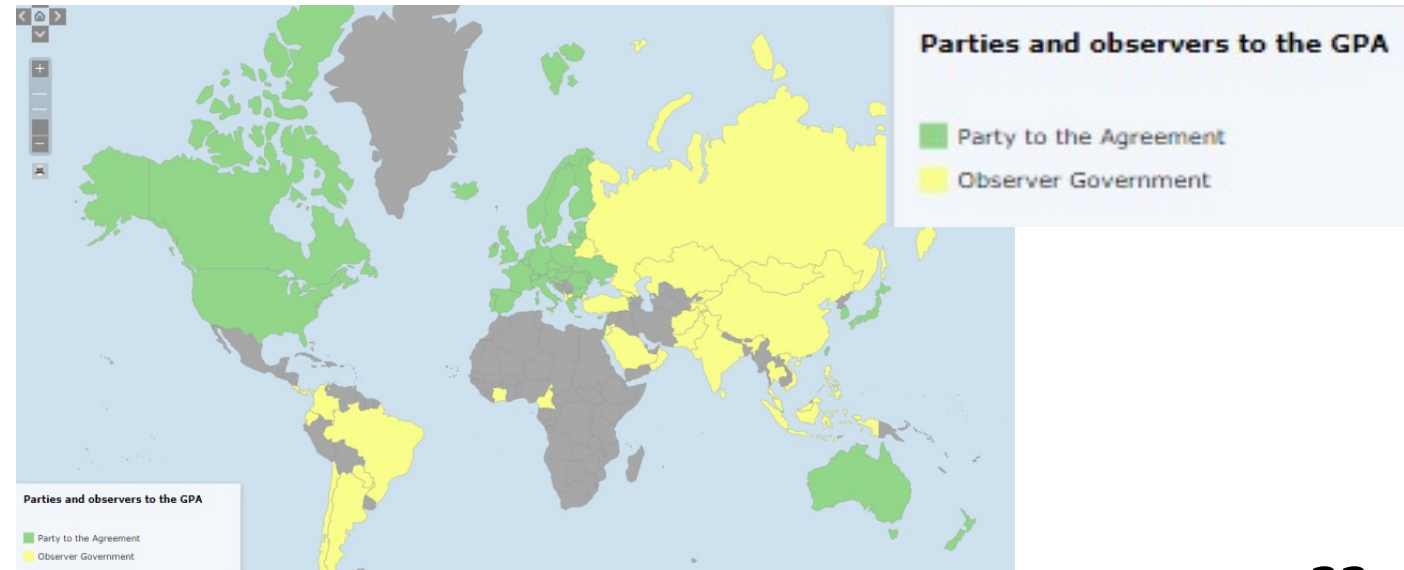 Parties and observers to the GPA
Party to the Agreement
Observer Government
Parties and observers to the GPA
Party to the Agreement
Observer Government